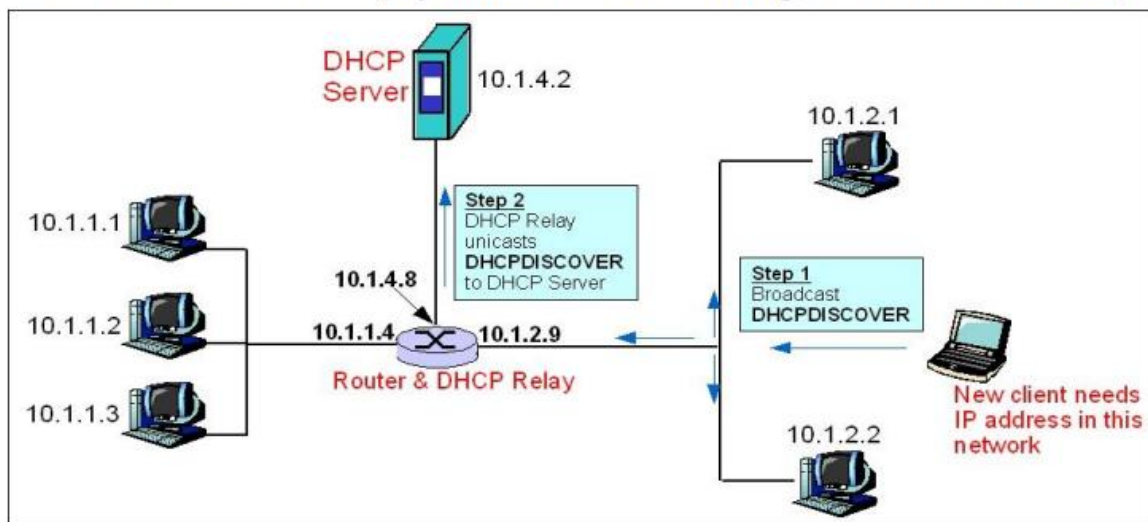 DHCP
Server
10.1.4.2
10.1.2.1
10.1.1.1
Step 2
DHCP Relay
unicasts
DHCPDISCOVER
to DHCP Server
Step 1
Broadcast
DHCPDISCOVER
10.1.4.8
10.1.1.2
10.1.1.4
10.1.2.9
Router & DHCP Relay
10.1.1.3
New client needs
IP address in this
network
10.1.2.2